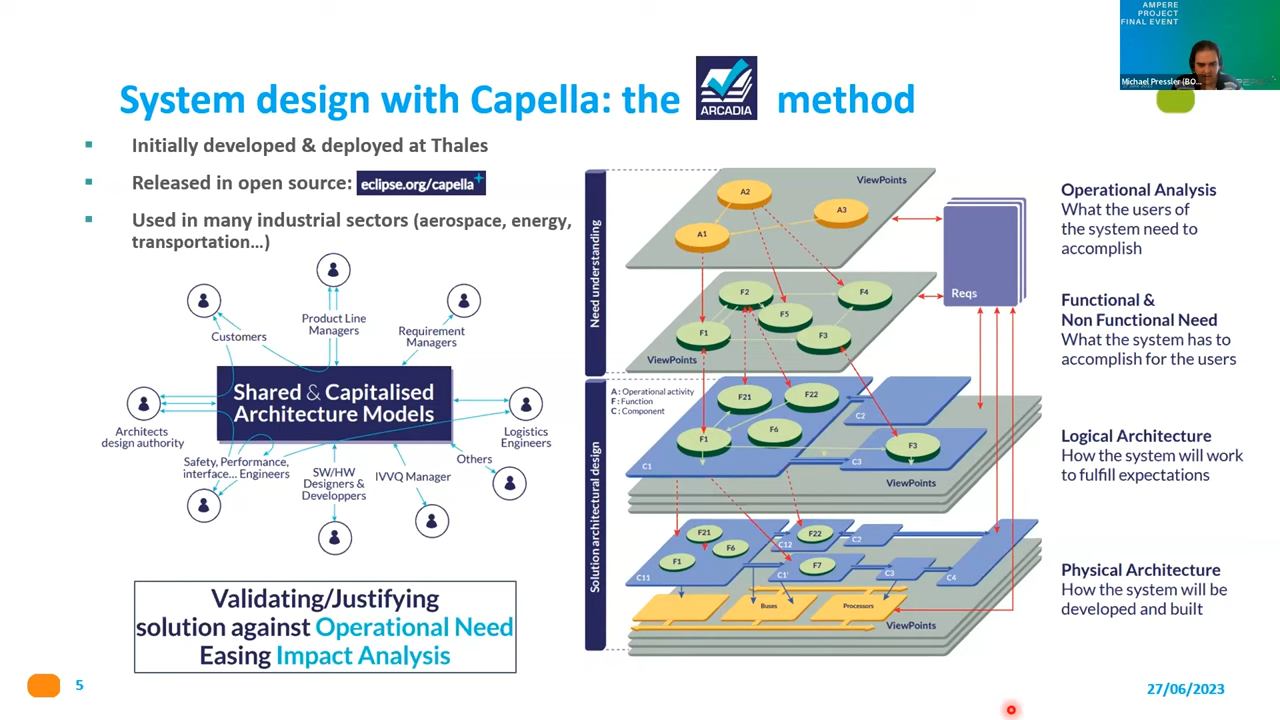 AMPERE
PROJECT
FINAL EVENT
Michael Pressler (BO...
System design with Capella: the ARCADIA method
Initially developed & deployed at Thales
Released in open source: eclipse.org/capella
Used in many industrial sectors (aerospace, energy,
transportation…)
Customers
Product Line
Managers
Requirement
Managers
Shared & Capitalised
Architecture Models
Architects
design authority
Logistics
Engineers
Safety, Performance,
interface... Engineers
SW/HW
Designers &
Developpers
IVVQ Manager
Others
Validating/Justifying
solution against Operational Need
Easing Impact Analysis
Need understanding
Solution architectural design
ViewPoints
A2
A3
A1
Reqs
F2
F4
F5
F1
F3
ViewPoints
A : Operational activity
F : Function
C : Component
F21
F22
C2
F6
F1
F3
C1
C3
ViewPoints
F21
F22
C12
C2
F6
F1
F7
C11
C1'
C3
C4
Buses
Processors
ViewPoints
Operational Analysis
What the users of
the system need to
accomplish
Functional &
Non Functional Need
What the system has to
accomplish for the users
Logical Architecture
How the system will work
to fulfill expectations
Physical Architecture
How the system will be
developed and built
5
27/06/2023